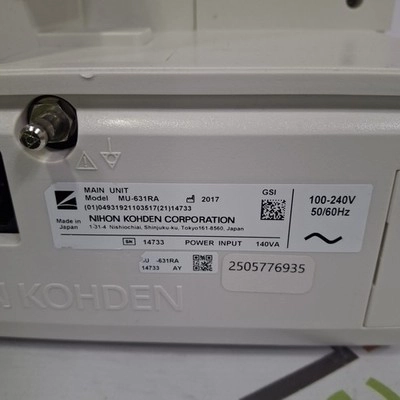 MAIN UNIT
Model MU-631RA 2017 GSI
(01)04931921103517(21)14733
Made in Japan
NIHON KOHDEN CORPORATION
1-31-4 Nishiochiai, Shinjuku-ku, Tokyo161-8560, Japan
SN 14733 POWER INPUT 140VA
100-240V
50/60Hz
-631RA
14733 AY
2505776935
KOHDEN